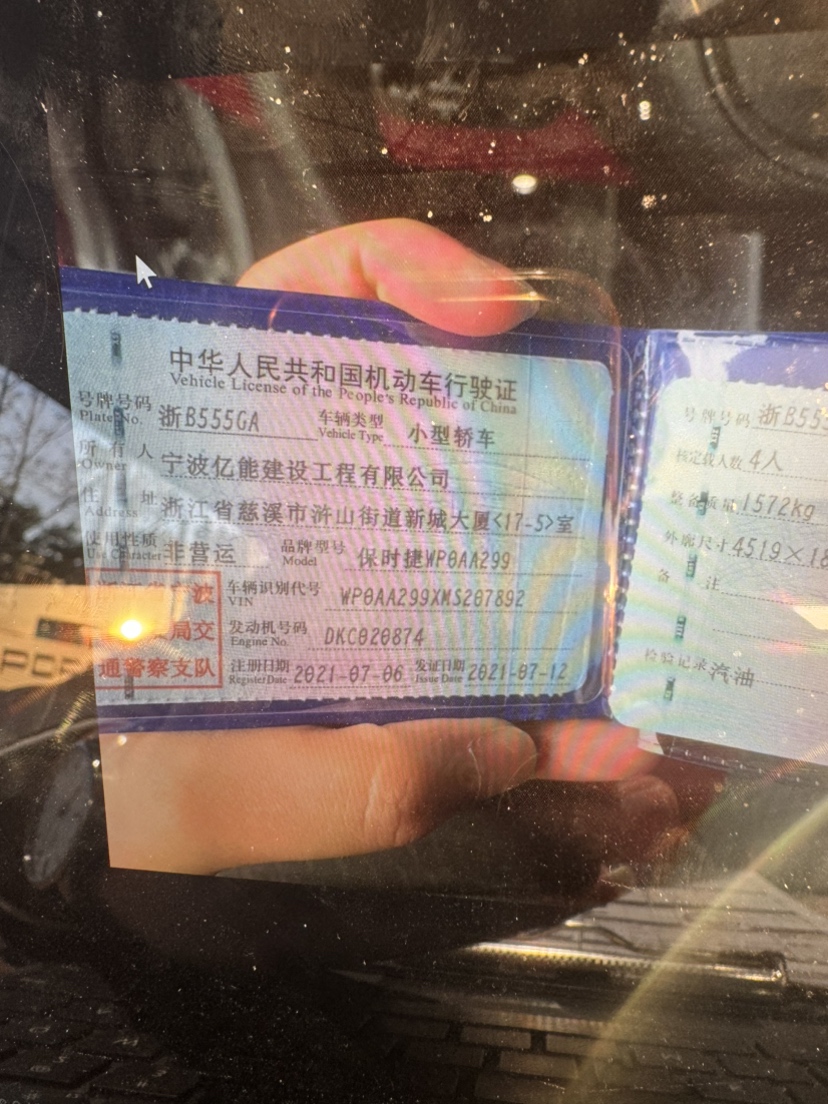 中华人民共和国机动车行驶证
Vehicle License of the People's Republic of China
号牌号码 浙B555GA 车辆类型 小型轿车
Plate No. Vehicle Type
所有人 宁波亿能建设工程有限公司
Owner
住址 浙江省慈溪市浒山街道新城大厦<17-5>室
Address
使用性质 非营运 品牌型号 保时捷WP0AA299
Use Character Model
车辆识别代号 WP0AA299XMS207892
VIN
发动机号码 DKC020874
Engine No.
注册日期 2021-07-06 发证日期 2021-07-12
Register Date Issue Date
波
局交
通警察支队
号牌号码 浙B555
核定载人数 4人
整备质量 1572kg
外廓尺寸 4519×18
备注
检验记录 汽油